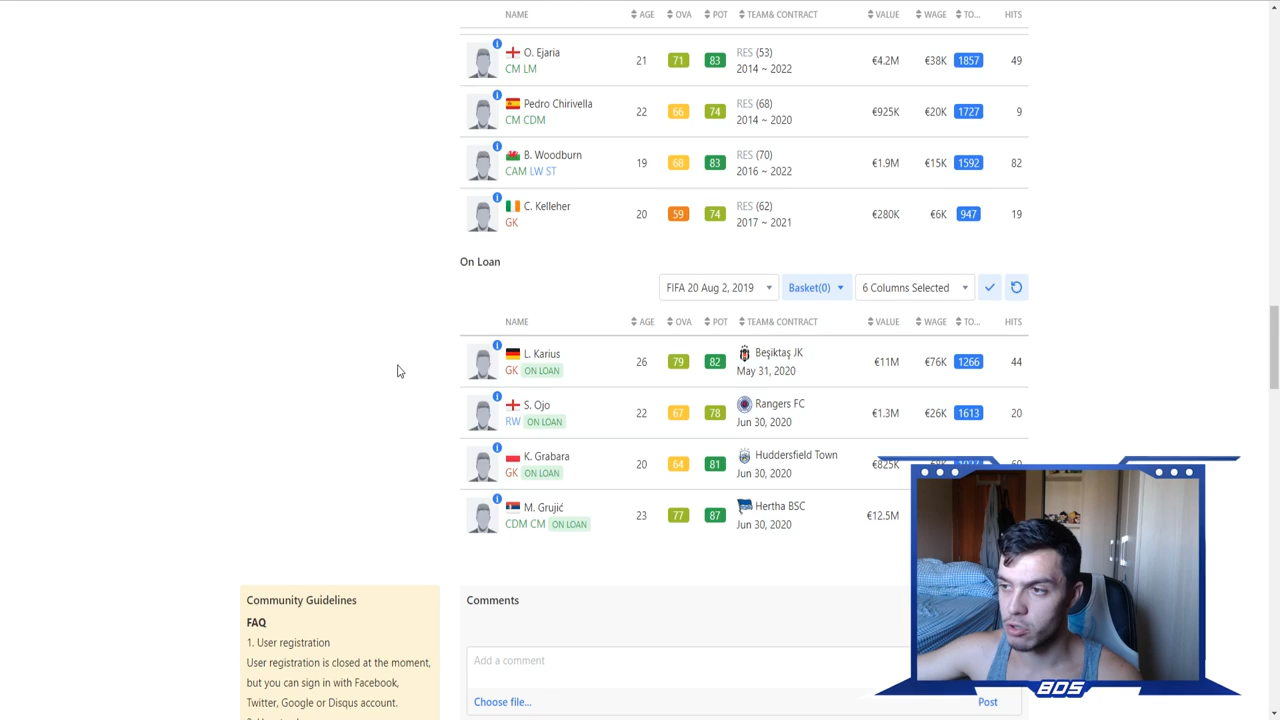 NAME AGE OVA POT TEAM& CONTRACT VALUE WAGE TO... HITS
O. Ejaria 21 71 83 RES (53) €4.2M €38K 1857 49
CM LM 2014 ~ 2022
Pedro Chirivella 22 66 74 RES (68) €925K €20K 1727 9
CM CDM 2014 ~ 2020
B. Woodburn 19 68 83 RES (70) €1.9M €15K 1592 82
CAM LW ST 2016 ~ 2022
C. Kelleher 20 59 74 RES (62) €280K €6K 947 19
GK 2017 ~ 2021
On Loan
FIFA 20 Aug 2, 2019 Basket(0) 6 Columns Selected
NAME AGE OVA POT TEAM& CONTRACT VALUE WAGE TO... HITS
L. Karius 26 79 82 Beşiktaş JK €11M €76K 1266 44
GK ON LOAN May 31, 2020
S. Ojo 22 67 78 Rangers FC €1.3M €26K 1613 20
RW ON LOAN Jun 30, 2020
K. Grabara 20 64 81 Huddersfield Town €825K
GK ON LOAN Jun 30, 2020
M. Grujić 23 77 87 Hertha BSC €12.5M
CDM CM ON LOAN Jun 30, 2020
Community Guidelines
FAQ
1. User registration
User registration is closed at the moment,
but you can sign in with Facebook,
Twitter, Google or Disqus account.
Comments
Add a comment
Choose file... Post
BDS